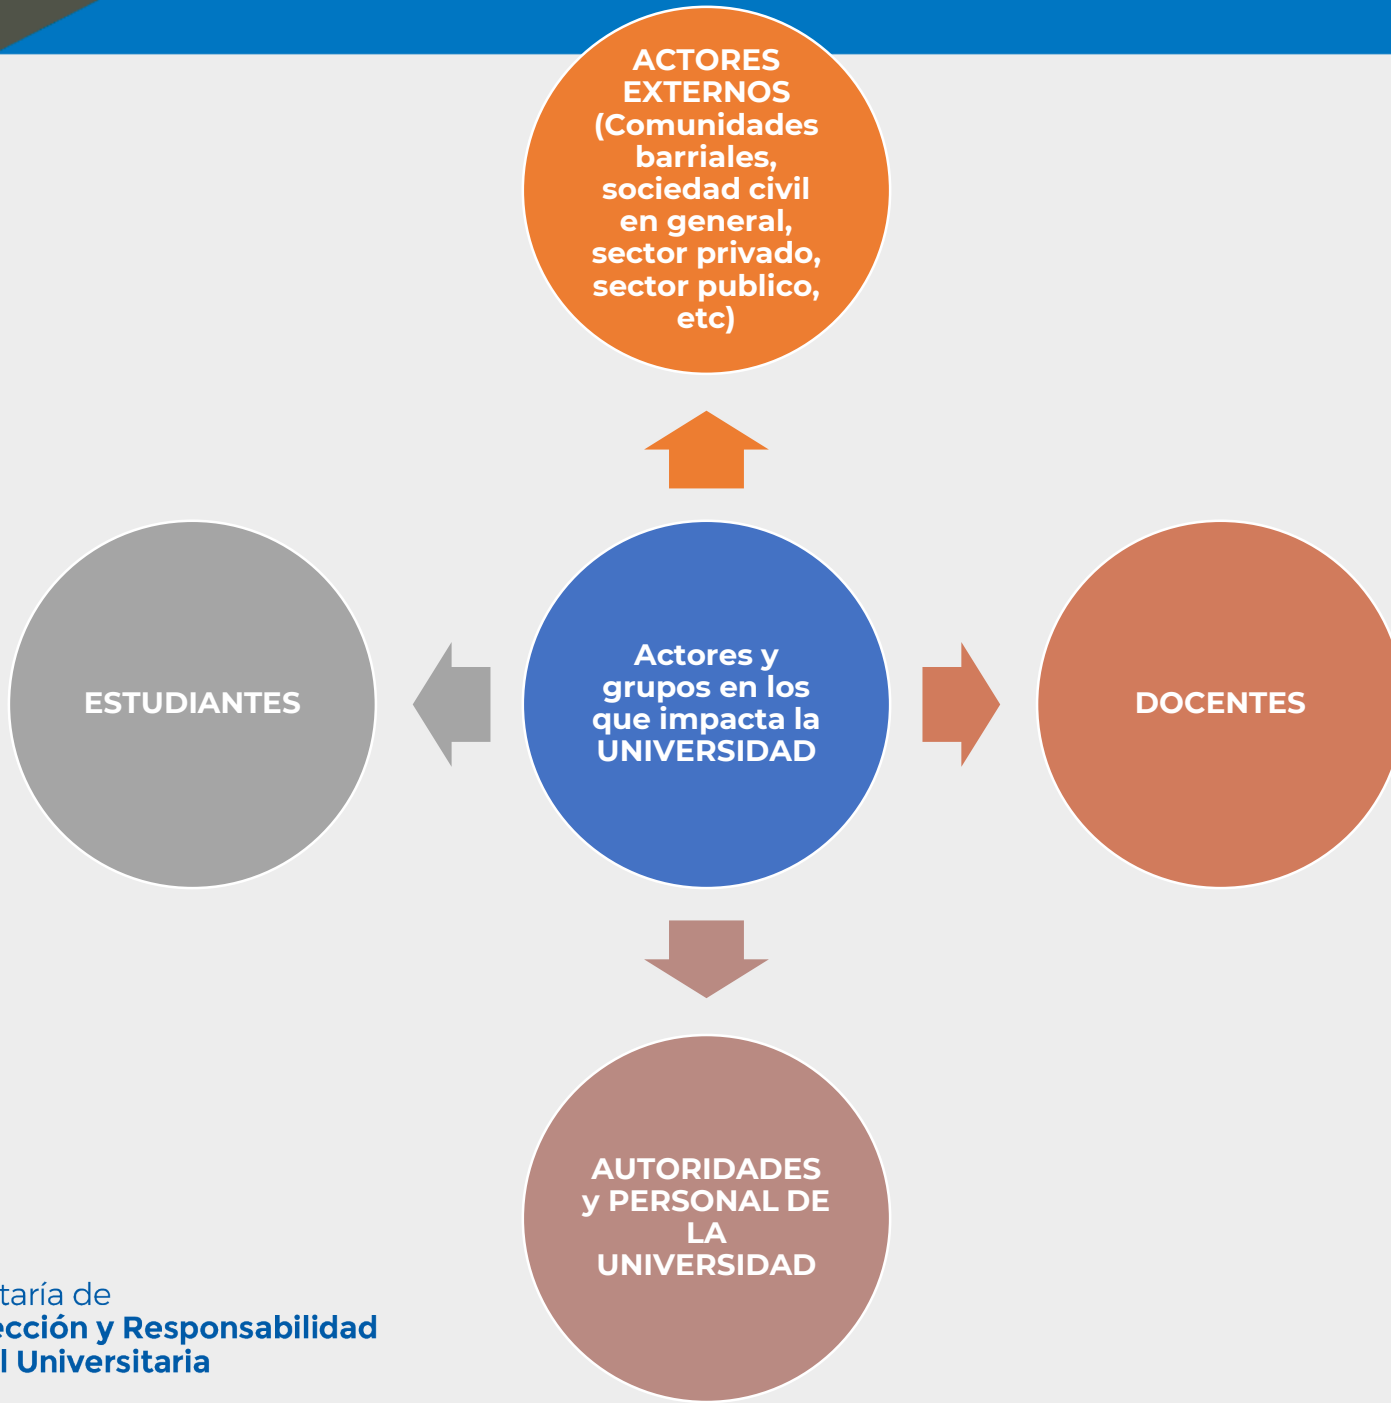 ACTORES
EXTERNOS
(Comunidades
barriales,
sociedad civil
en general,
sector privado,
sector publico,
etc)
ESTUDIANTES
Actores y
grupos en los
que impacta la
UNIVERSIDAD
DOCENTES
AUTORIDADES
y PERSONAL DE
LA
UNIVERSIDAD
taría de
ección y Responsabilidad
l Universitaria